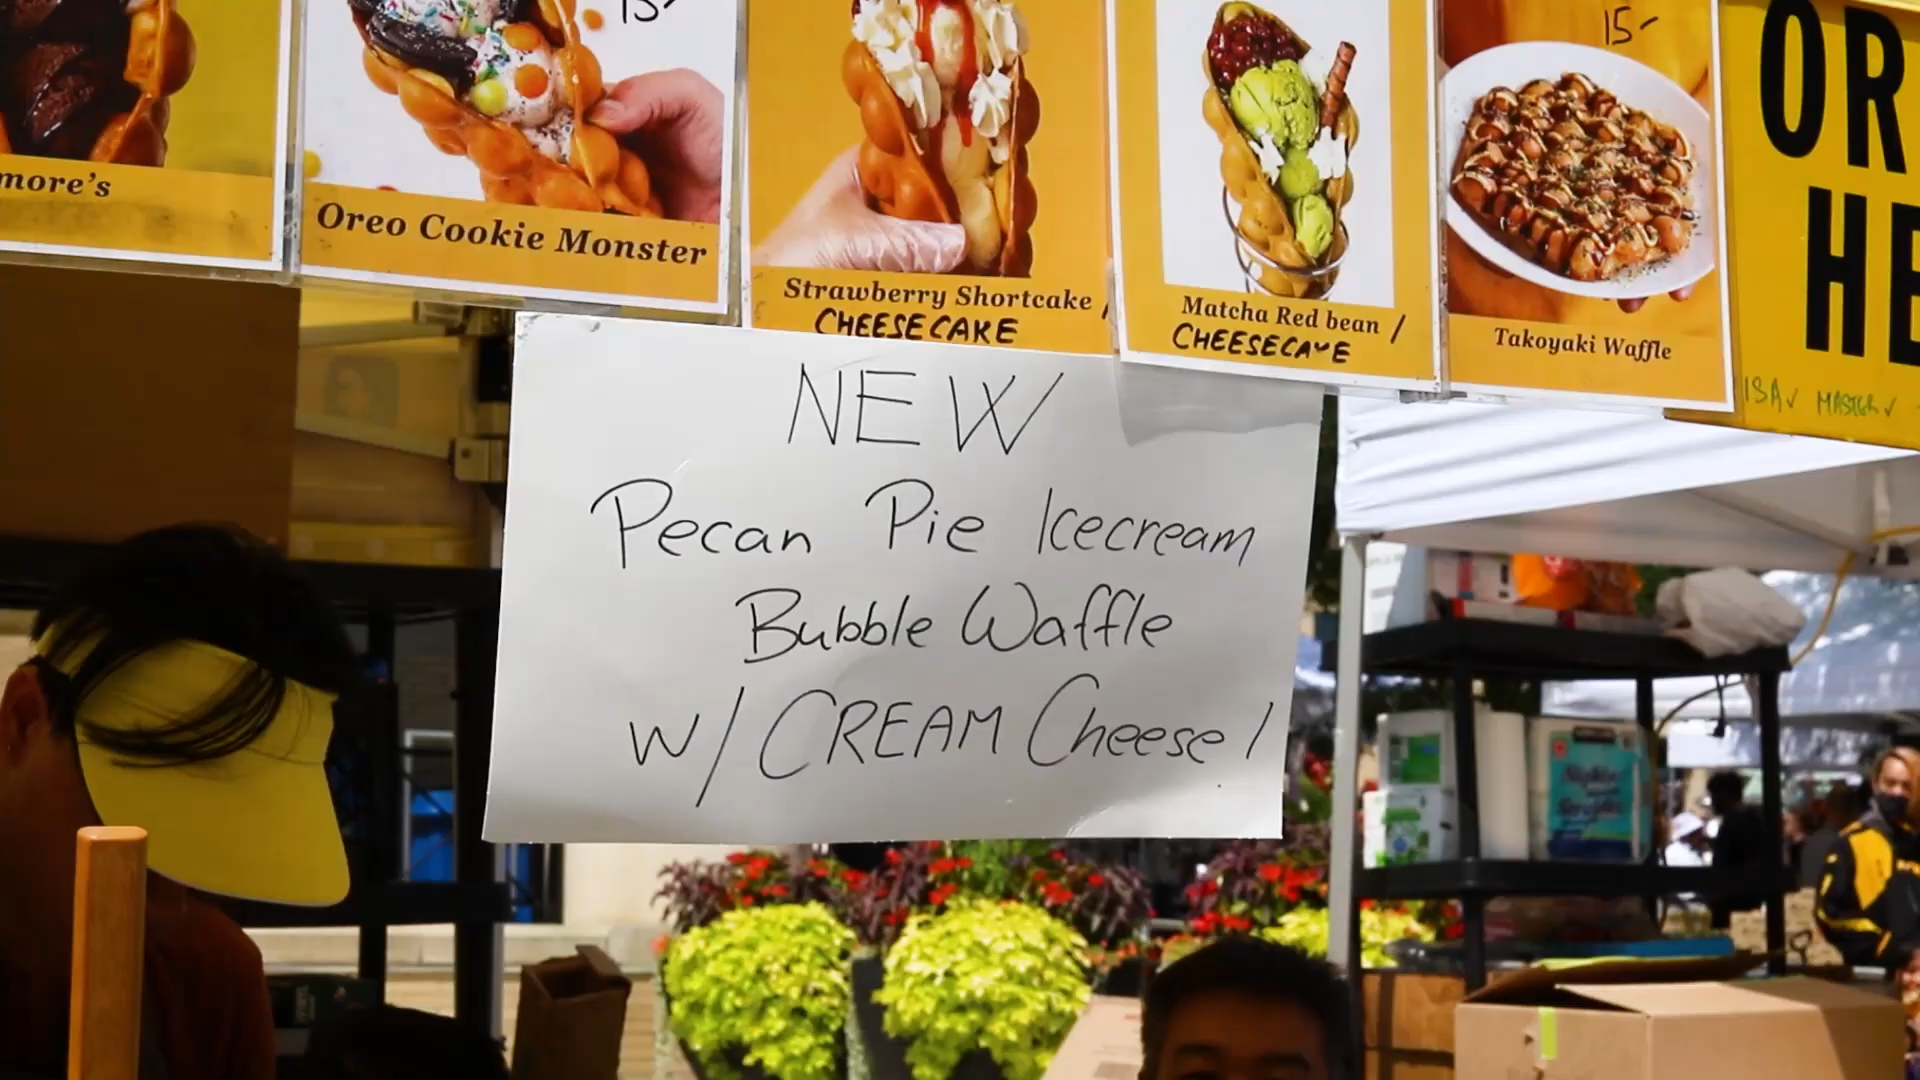 15-
15-
more's
Oreo Cookie Monster
Strawberry Shortcake /
CHEESECAKE
Matcha Red bean /
CHEESECAKE
Takoyaki Waffle
OR
HE
NEW
Pecan Pie Icecream
Bubble Waffle
w/ CREAM Cheese!